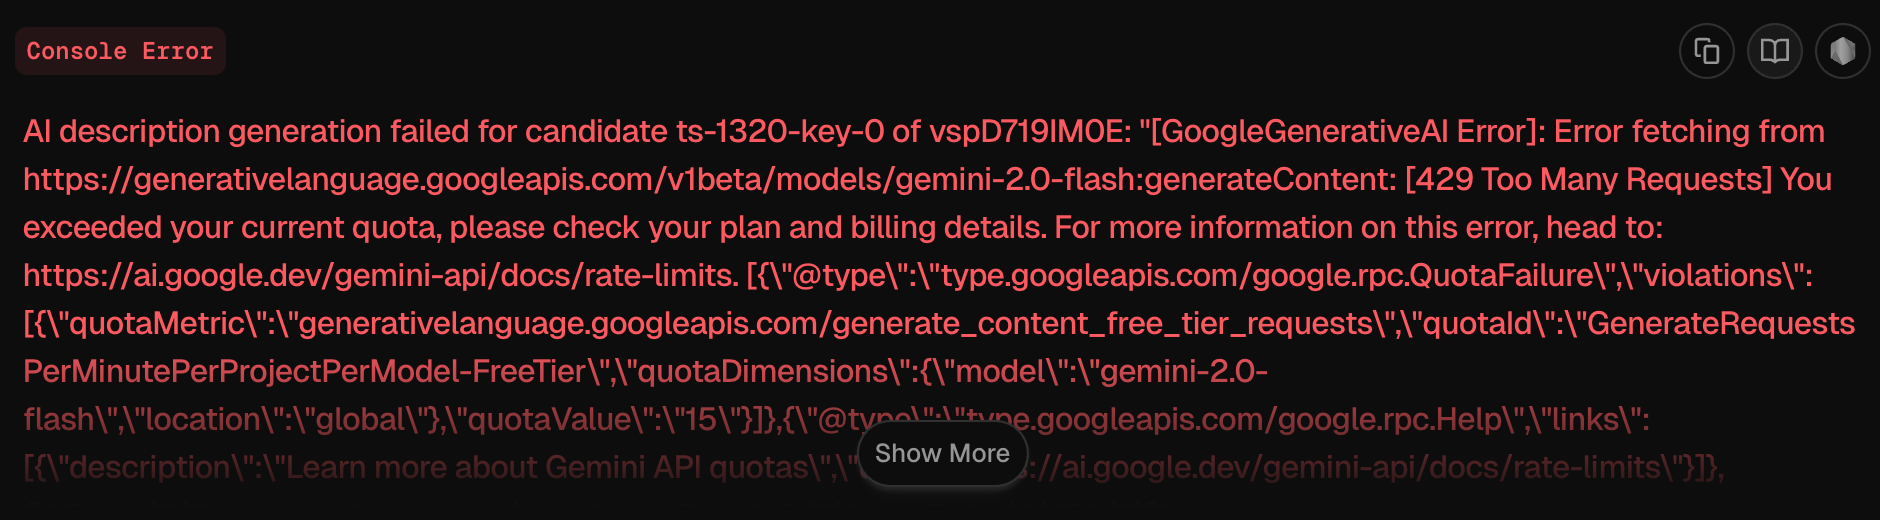 Console Error
AI description generation failed for candidate ts-1320-key-0 of vspD719IM0E: "[GoogleGenerativeAI Error]: Error fetching from
https://generativelanguage.googleapis.com/v1beta/models/gemini-2.0-flash:generateContent: [429 Too Many Requests] You
exceeded your current quota, please check your plan and billing details. For more information on this error, head to:
https://ai.google.dev/gemini-api/docs/rate-limits. [{\"@type\":\"type.googleapis.com/google.rpc.QuotaFailure\",\"violations\":
[{\"quotaMetric\":\"generativelanguage.googleapis.com/generate_content_free_tier_requests\",\"quotaId\":\"GenerateRequests
PerMinutePerProjectPerModel-FreeTier\",\"quotaDimensions\":{\"model\":\"gemini-2.0-
flash\",\"location\":\"global\"},\"quotaValue\":\"15\"}]},{\"@type\":\"type.googleapis.com/google.rpc.Help\",\"links\":
[{\"description\":\"Learn more about Gemini API quotas\",\" s://ai.google.dev/gemini-api/docs/rate-limits\"}]},
Show More